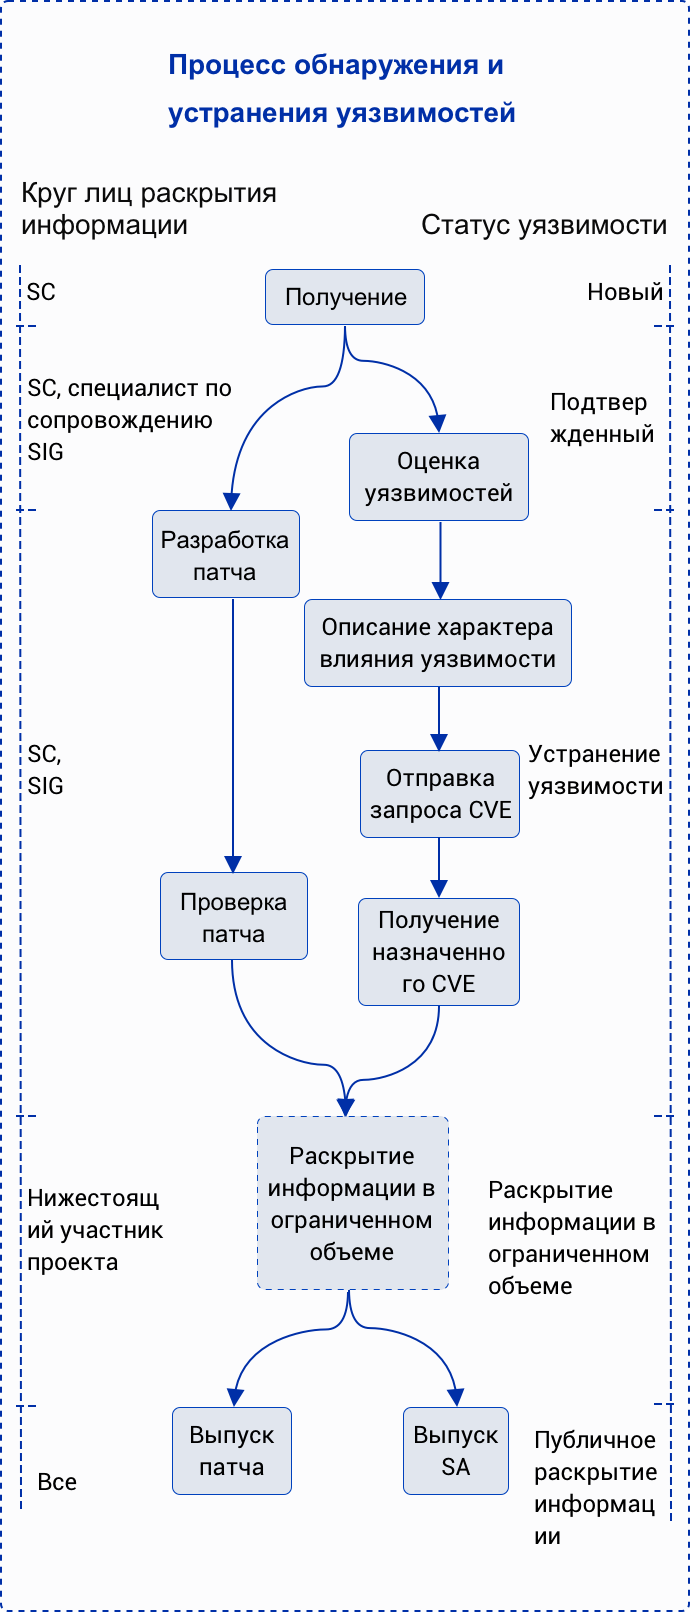 Процесс обнаружения и
устранения уязвимостей
Круг лиц раскрытия
информации
Статус уязвимости
SC
Получение
Новый
SC, специалист по
сопровождению
SIG
Подтвер
жденный
Оценка
уязвимостей
Разработка
патча
Описание характера
влияния уязвимости
SC,
SIG
Отправка
запроса CVE
Устранение
уязвимости
Проверка
патча
Получение
назначенно
го CVE
Раскрытие
информации в
ограниченном
объеме
Нижестоящ
ий участник
проекта
Раскрытие
информации в
ограниченном
объеме
Выпуск
патча
Выпуск
SA
Все
Публичное
раскрытие
информац
ии